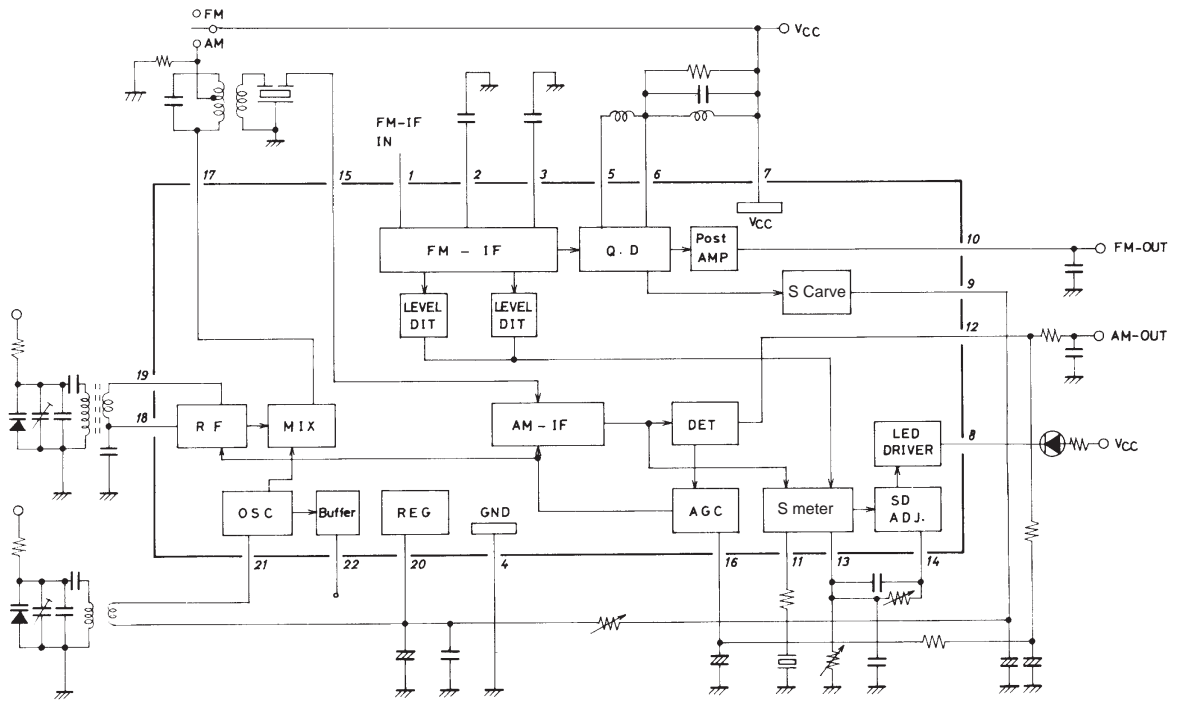 FM
AM
VCC
FM-IF
IN
17
15
1
2
3
5
6
7
VCC
FM - IF
Q.D
Post
AMP
10
FM-OUT
LEVEL
DIT
LEVEL
DIT
S Carve
9
12
AM-OUT
19
18
RF
MIX
AM-IF
DET
LED
DRIVER
8
VCC
OSC
Buffer
REG
GND
AGC
S meter
SD
ADJ.
21
22
20
4
16
11
13
14